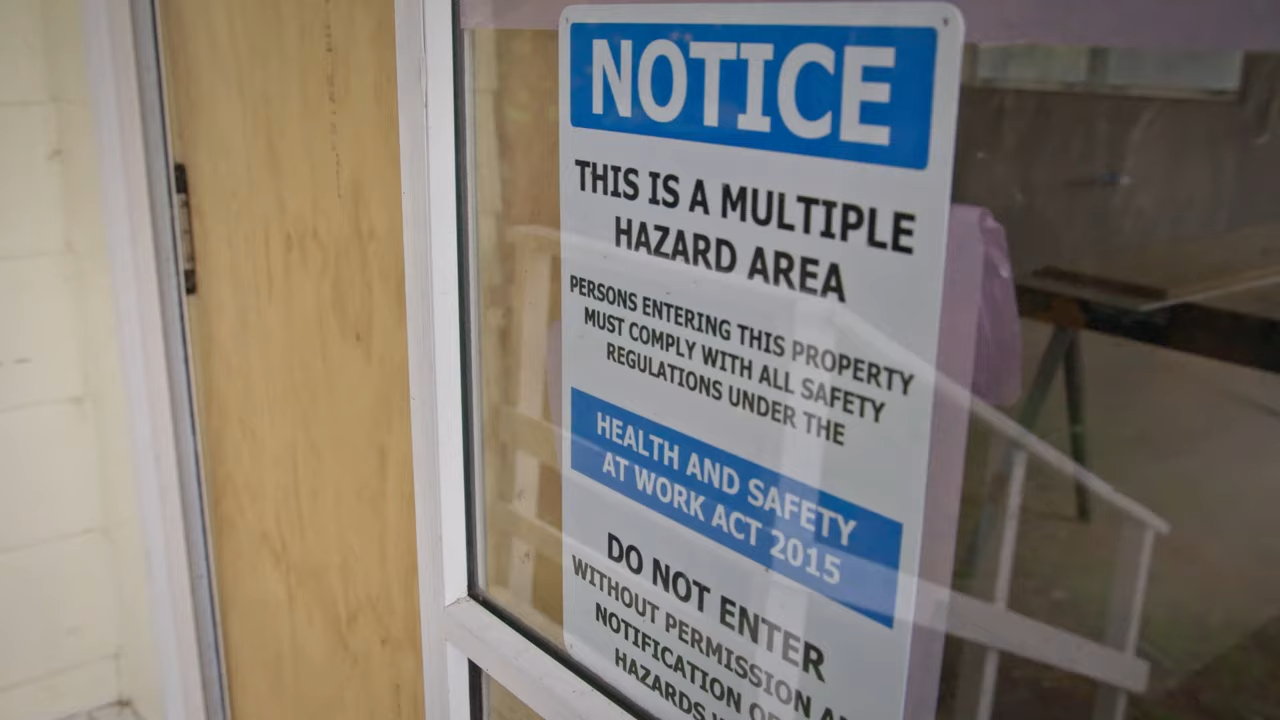 NOTICE
THIS IS A MULTIPLE
HAZARD AREA
PERSONS ENTERING THIS PROPERTY
MUST COMPLY WITH ALL SAFETY
REGULATIONS UNDER THE
HEALTH AND SAFETY
AT WORK ACT 2015
DO NOT ENTER
WITHOUT PERMISSION
NOTIFICATION
HAZARDS